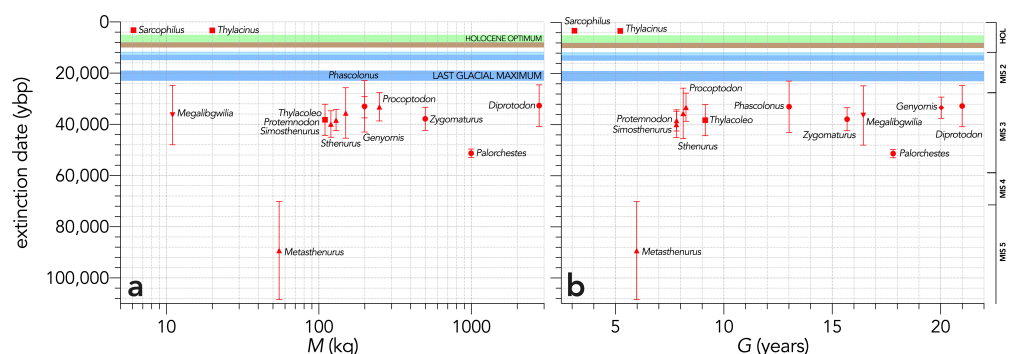 extinction date (ybp)
0
20,000
40,000
60,000
80,000
100,000
Sarcophilus
Thylacinus
HOLOCENE OPTIMUM
LAST GLACIAL MAXIMUM
Phascolonus
Megalibgwilia
Thylacoleo
Protemnodon
Simosthenurus
Sthenurus
Genyornis
Procoptodon
Zygomaturus
Diprotodon
Palorchestes
Metasthenurus
a
10
100
1000
M (kg)
Sarcophilus
Thylacinus
Procoptodon
Protemnodon
Simosthenurus
Thylacoleo
Sthenurus
Phascolonus
Zygomaturus
Megalibgwilia
Genyornis
Diprotodon
Palorchestes
Metasthenurus
b
5
10
15
20
G (years)
HOL
MIS 2
MIS 3
MIS 4
MIS 5